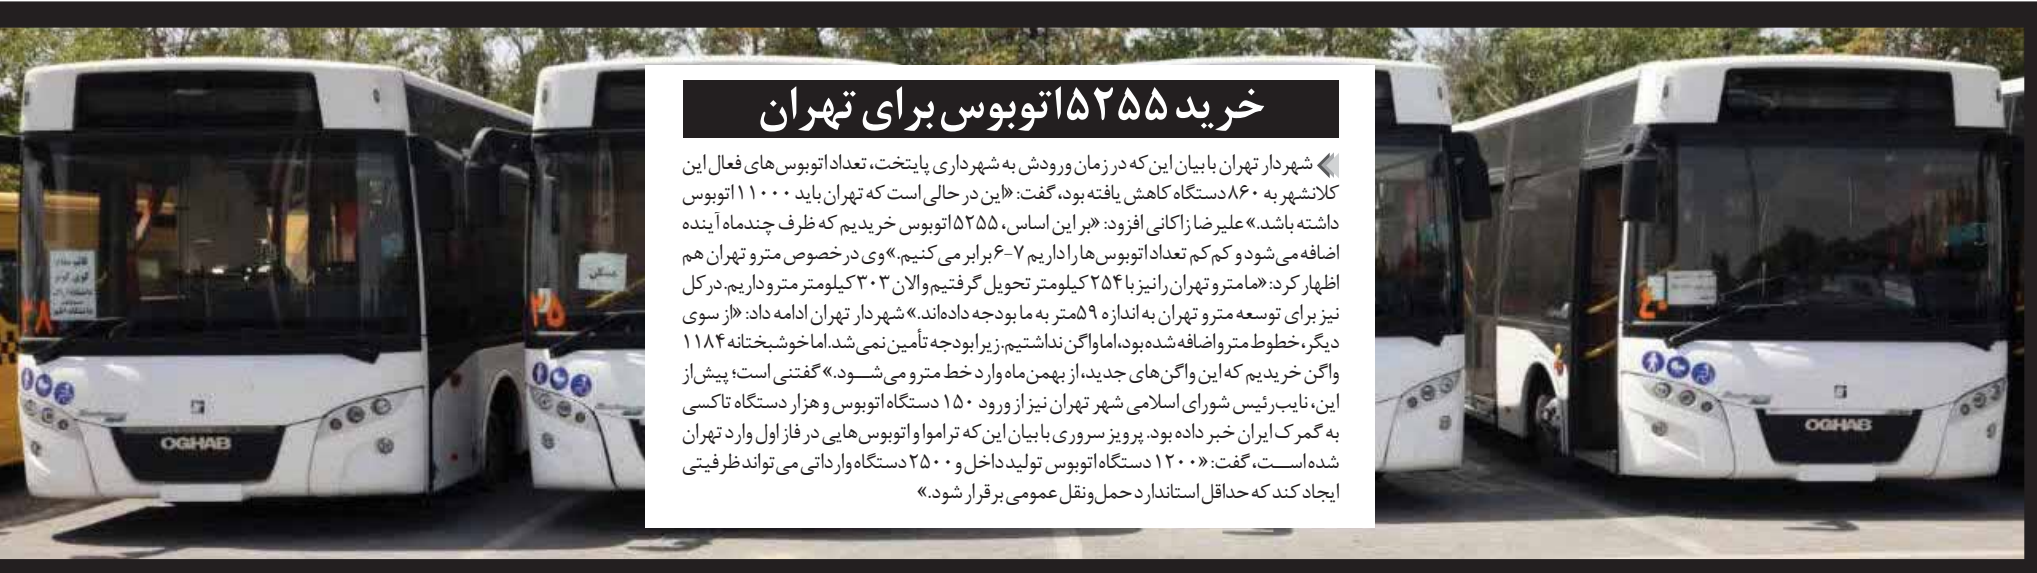 خرید ۵۲۵۵ اتوبوس برای تهران
شهردار تهران با بیان این‌که در زمان ورودش به شهرداری پایتخت، تعداد اتوبوس‌های فعال این
کلانشهر به ۸۶۰ دستگاه کاهش یافته بود، گفت: «این در حالی است که تهران باید ۱۱۰۰۰ اتوبوس
داشته باشد.» علیرضا زاکانی افزود: «بر این اساس، ۵۲۵۵ اتوبوس خریدیم که ظرف چندماه آینده
اضافه می‌شود و کم کم تعداد اتوبوس‌ها را داریم ۷-۶ برابر می‌کنیم.» وی درخصوص مترو تهران هم
اظهار کرد: «ما مترو تهران را نیز با ۲۵۴ کیلومتر تحویل گرفتیم و الان ۳۰۳ کیلومتر مترو داریم. در کل
نیز برای توسعه مترو تهران به اندازه ۵۹متر به ما بودجه داده‌اند.» شهردار تهران ادامه داد: «از سوی
دیگر، خطوط مترو اضافه شده بود، اما واگن نداشتیم. زیرا بودجه تأمین نمی‌شد. اما خوشبختانه ۱۱۸۴
واگن خریدیم که این واگن‌های جدید، از بهمن‌ماه وارد خط مترو می‌شود.» گفتنی است؛ پیش از
این، نایب‌رئیس شورای اسلامی شهر تهران نیز از ورود ۱۵۰ دستگاه اتوبوس و هزار دستگاه تاکسی
به گمرک ایران خبر داده بود. پرویز سروری با بیان این‌که تراموا و اتوبوس‌هایی در فاز اول وارد تهران
شده است، گفت: «۱۲۰۰ دستگاه اتوبوس تولید داخل و ۲۵۰۰ دستگاه وارداتی می‌تواند ظرفیتی
ایجاد کند که حداقل استاندارد حمل‌ونقل عمومی برقرار شود.»
OGHAB
OGHAB